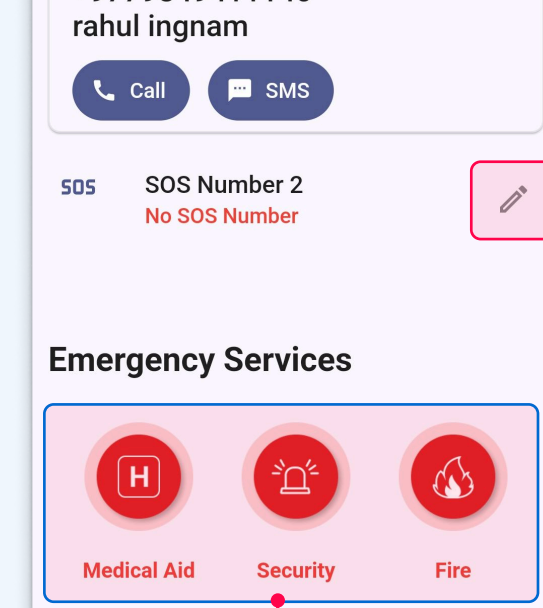 rahul ingnam
Call
SMS
SOS
SOS Number 2
No SOS Number
Emergency Services
H
Medical Aid
Security
Fire